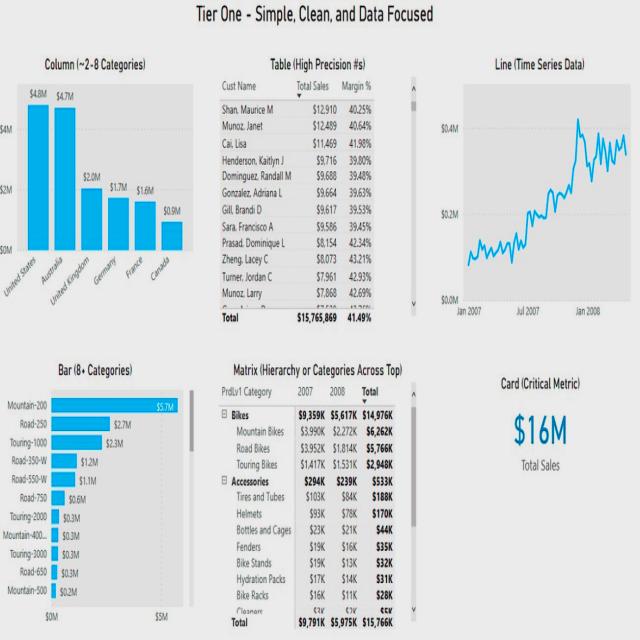 Tier One - Simple, Clean, and Data Focused
Column (~2-8 Categories)
$4M
$2M
$0M
$4.8M
$4.7M
$2.0M
$1.7M
$1.6M
$0.9M
United States
Australia
United Kingdom
Germany
France
Canada
Table (High Precision #s)
Cust Name Total Sales Margin %
Shan, Maurice M $12,910 40.25%
Munoz, Janet $12,489 40.64%
Cai, Lisa $11,469 41.98%
Henderson, Kaitlyn J $9,716 39.80%
Dominguez, Randall M $9,688 39.48%
Gonzalez, Adriana L $9,664 39.63%
Gill, Brandi D $9,617 39.53%
Sara, Francisco A $9,586 39.45%
Prasad, Dominique L $8,154 42.34%
Zheng, Lacey C $8,073 43.21%
Turner, Jordan C $7,961 42.93%
Munoz, Larry $7,868 42.69%
Total $15,765,869 41.49%
Line (Time Series Data)
$0.4M
$0.2M
$0.0M
Jan 2007 Jul 2007 Jan 2008
Bar (8+ Categories)
Mountain-200 $5.7M
Road-250 $2.7M
Touring-1000 $2.3M
Road-350-W $1.2M
Road-550-W $1.1M
Road-750 $0.6M
Touring-2000 $0.3M
Mountain-400... $0.3M
Touring-3000 $0.3M
Road-650 $0.3M
Mountain-500 $0.2M
$0M $5M
Matrix (Hierarchy or Categories Across Top)
PrdLv1 Category 2007 2008 Total
Bikes $9,359K $5,617K $14,976K
Mountain Bikes $3,990K $2,272K $6,262K
Road Bikes $3,952K $1,814K $5,766K
Touring Bikes $1,417K $1,531K $2,948K
Accessories $294K $239K $533K
Tires and Tubes $103K $84K $188K
Helmets $93K $78K $170K
Bottles and Cages $23K $21K $44K
Fenders $19K $16K $35K
Bike Stands $19K $13K $32K
Hydration Packs $17K $14K $31K
Bike Racks $16K $11K $28K
Cleaners $3K $2K $5K
Total $9,791K $5,975K $15,766K
Card (Critical Metric)
$16M
Total Sales